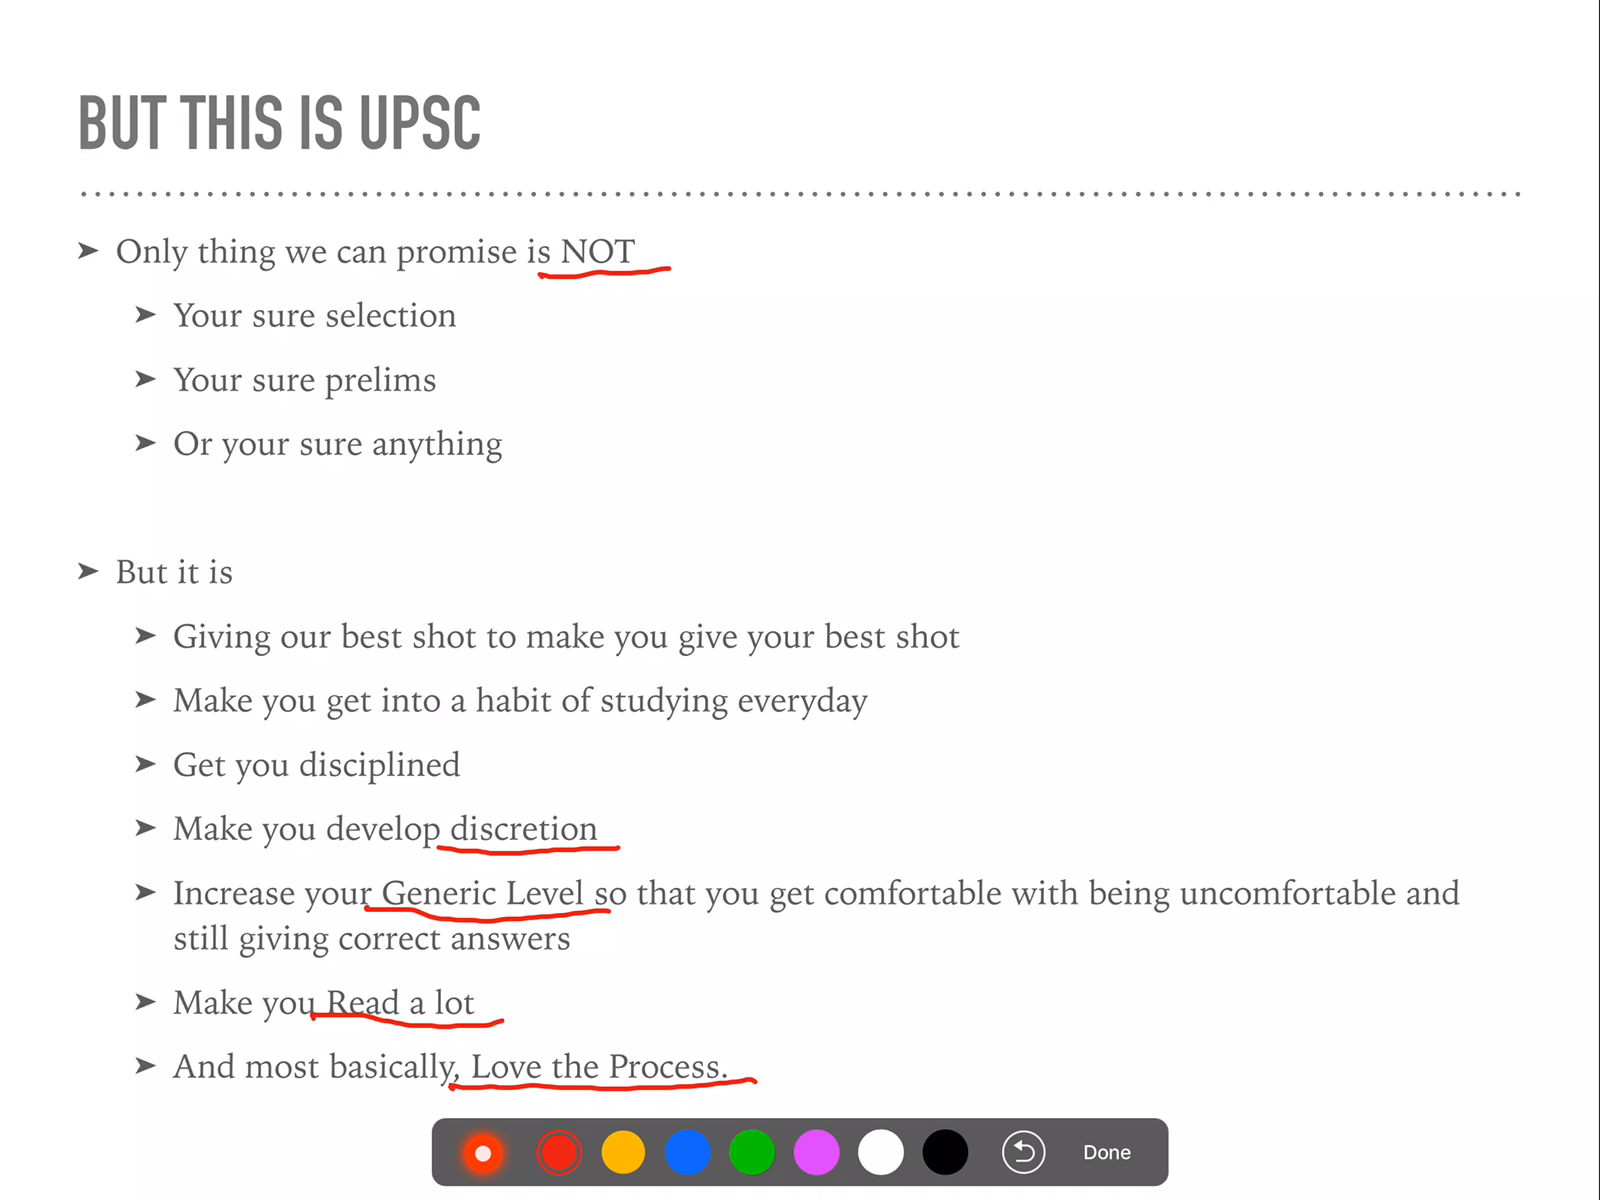 BUT THIS IS UPSC
➤ Only thing we can promise is NOT
➤ Your sure selection
➤ Your sure prelims
➤ Or your sure anything
➤ But it is
➤ Giving our best shot to make you give your best shot
➤ Make you get into a habit of studying everyday
➤ Get you disciplined
➤ Make you develop discretion
➤ Increase your Generic Level so that you get comfortable with being uncomfortable and
still giving correct answers
➤ Make you Read a lot
➤ And most basically, Love the Process.
Done